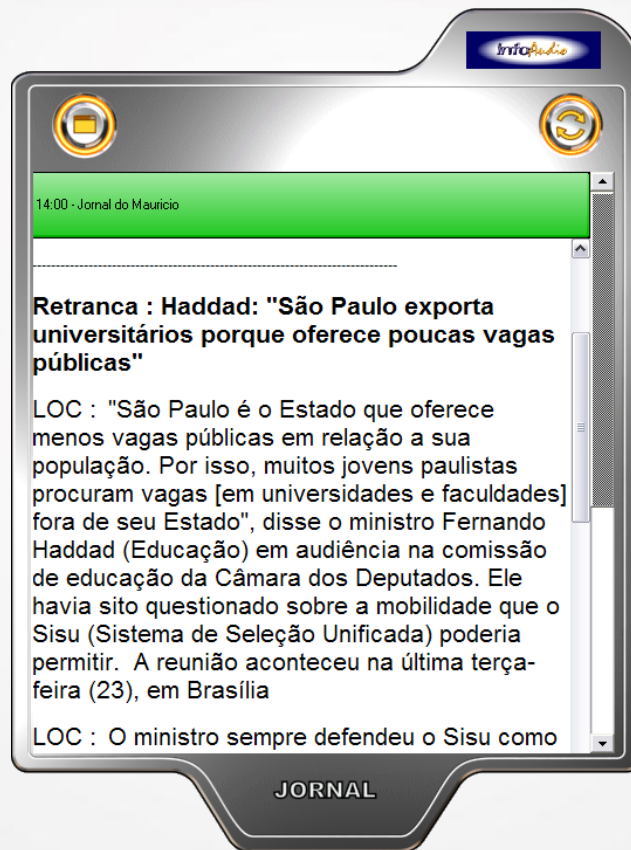 InfoAudio
14:00 - Jornal do Mauricio
--------------------------------------------------------------------------------
Retranca : Haddad: "São Paulo exporta
universitários porque oferece poucas vagas
públicas"
LOC :  "São Paulo é o Estado que oferece
menos vagas públicas em relação a sua
população. Por isso, muitos jovens paulistas
procuram vagas [em universidades e faculdades]
fora de seu Estado", disse o ministro Fernando
Haddad (Educação) em audiência na comissão
de educação da Câmara dos Deputados. Ele
havia sito questionado sobre a mobilidade que o
Sisu (Sistema de Seleção Unificada) poderia
permitir.  A reunião aconteceu na última terça-
feira (23), em Brasília
LOC :  O ministro sempre defendeu o Sisu como
JORNAL